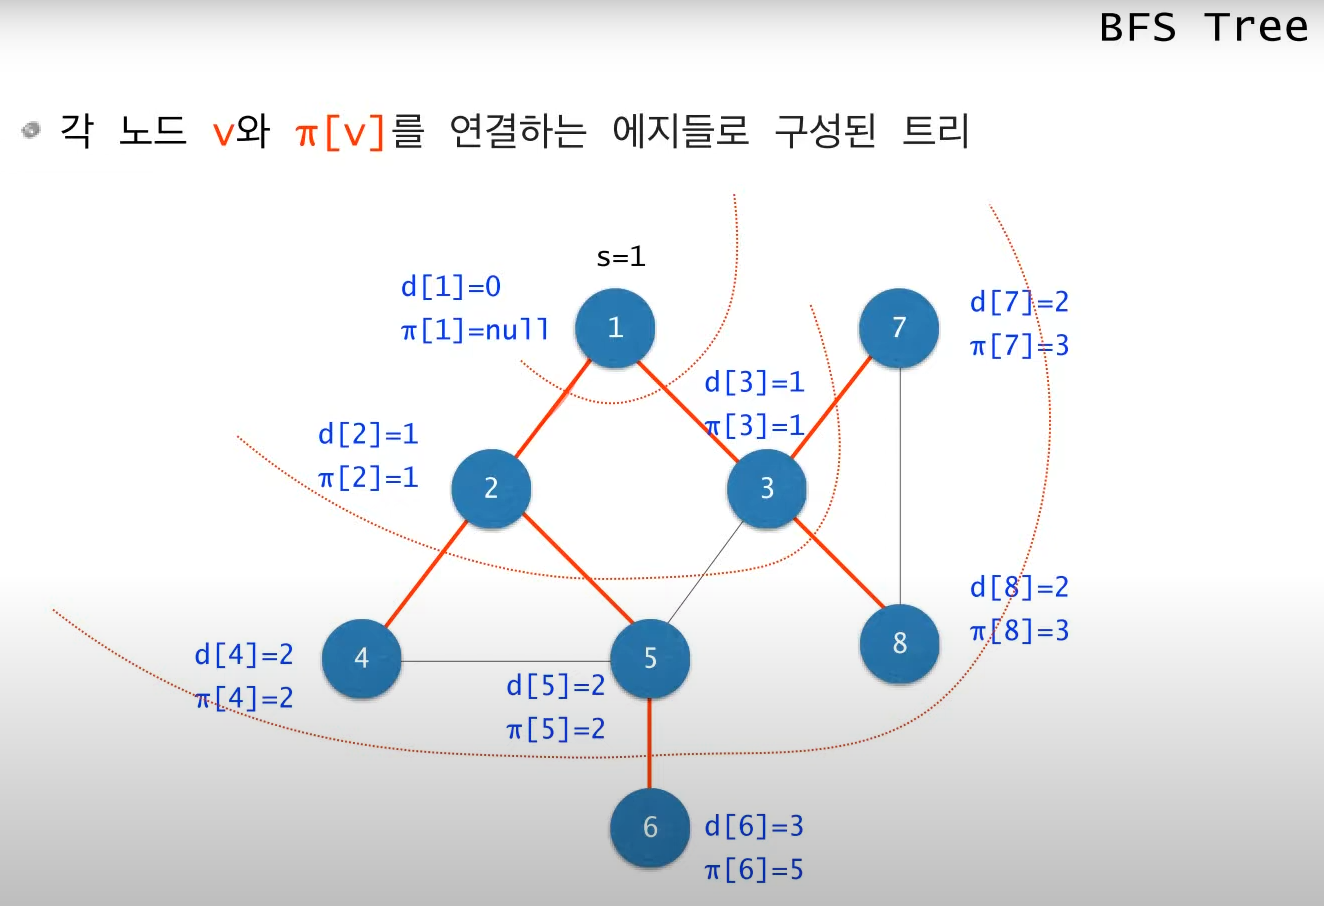 BFS Tree
각 노드 v와 π[v]를 연결하는 에지들로 구성된 트리
s=1
d[1]=0
π[1]=null
1
7
d[7]=2
π[7]=3
d[3]=1
π[3]=1
d[2]=1
π[2]=1
2
3
d[8]=2
π[8]=3
8
d[4]=2
π[4]=2
4
5
d[5]=2
π[5]=2
6
d[6]=3
π[6]=5